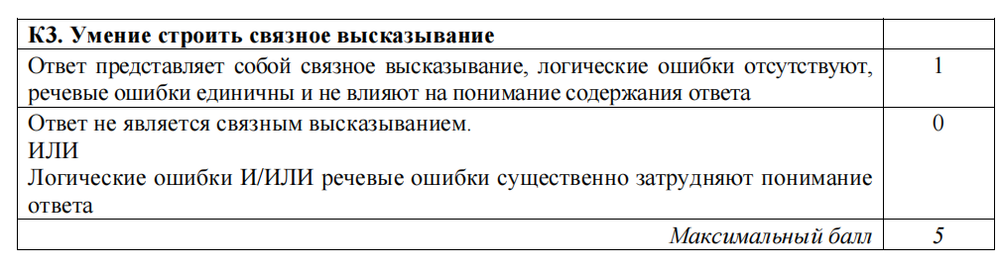 К3. Умение строить связное высказывание
Ответ представляет собой связное высказывание, логические ошибки отсутствуют, 1
речевые ошибки единичны и не влияют на понимание содержания ответа
Ответ не является связным высказыванием. 0
ИЛИ
Логические ошибки И/ИЛИ речевые ошибки существенно затрудняют понимание
ответа
Максимальный балл 5